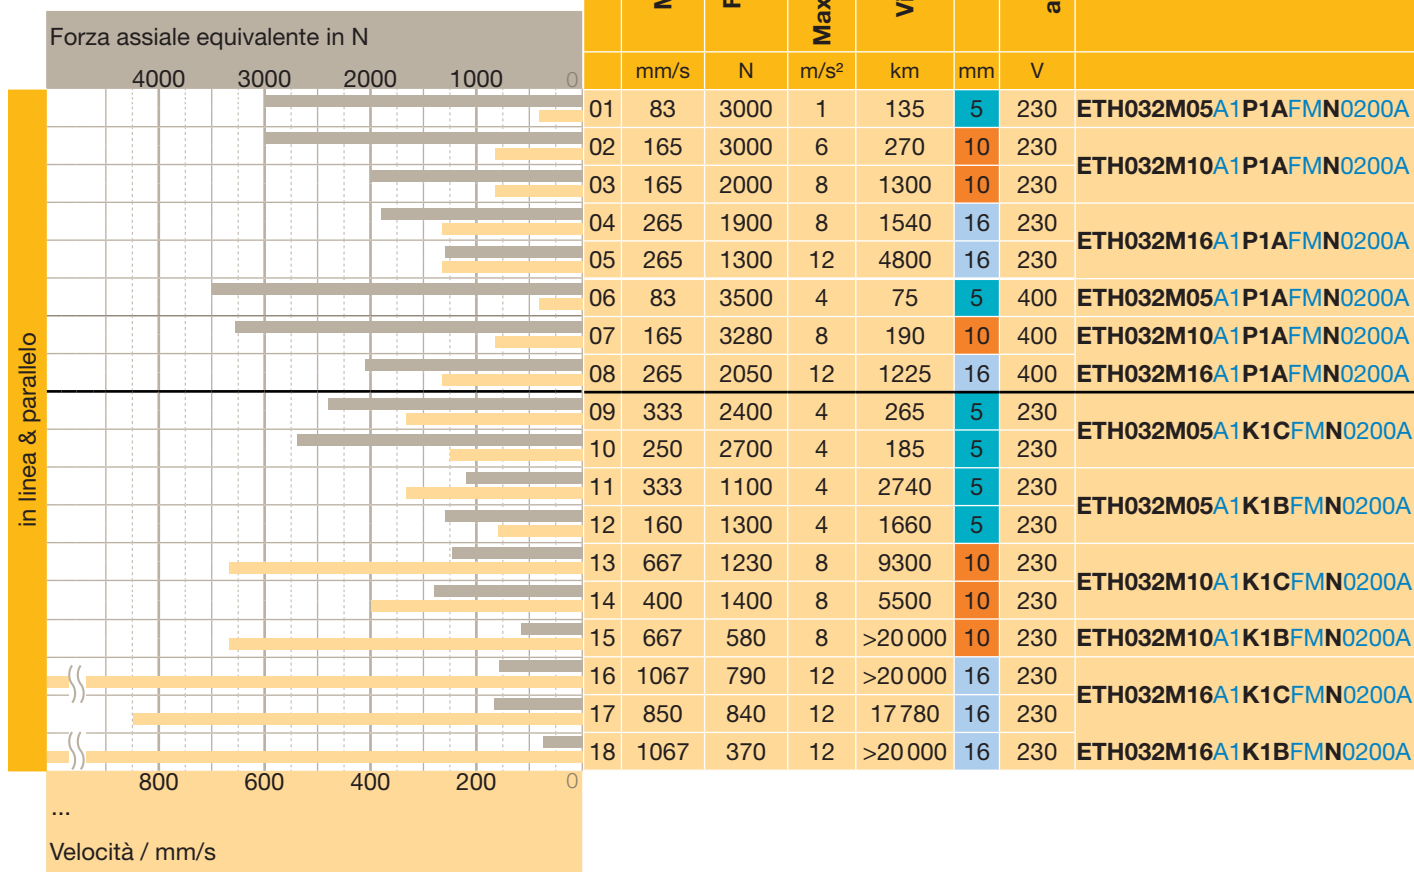 Forza assiale equivalente in N
4000 3000 2000 1000 0
Max
mm/s N m/s² km mm V
in linea & parallelo
01 83 3000 1 135 5 230 ETH032M05A1P1AFMN0200A
02 165 3000 6 270 10 230
ETH032M10A1P1AFMN0200A
03 165 2000 8 1300 10 230
04 265 1900 8 1540 16 230
ETH032M16A1P1AFMN0200A
05 265 1300 12 4800 16 230
06 83 3500 4 75 5 400 ETH032M05A1P1AFMN0200A
07 165 3280 8 190 10 400 ETH032M10A1P1AFMN0200A
08 265 2050 12 1225 16 400 ETH032M16A1P1AFMN0200A
09 333 2400 4 265 5 230
ETH032M05A1K1CFMN0200A
10 250 2700 4 185 5 230
11 333 1100 4 2740 5 230
ETH032M05A1K1BFMN0200A
12 160 1300 4 1660 5 230
13 667 1230 8 9300 10 230
ETH032M10A1K1CFMN0200A
14 400 1400 8 5500 10 230
15 667 580 8 >20 000 10 230 ETH032M10A1K1BFMN0200A
16 1067 790 12 >20 000 16 230
ETH032M16A1K1CFMN0200A
17 850 840 12 17 780 16 230
18 1067 370 12 >20 000 16 230 ETH032M16A1K1BFMN0200A
800 600 400 200 0
...
Velocità / mm/s